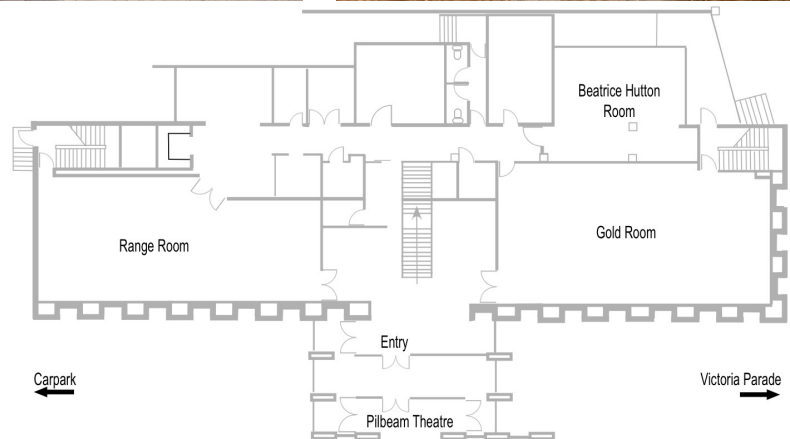 Beatrice Hutton
Room
Range Room
Gold Room
Entry
Carpark
Victoria Parade
Pilbeam Theatre